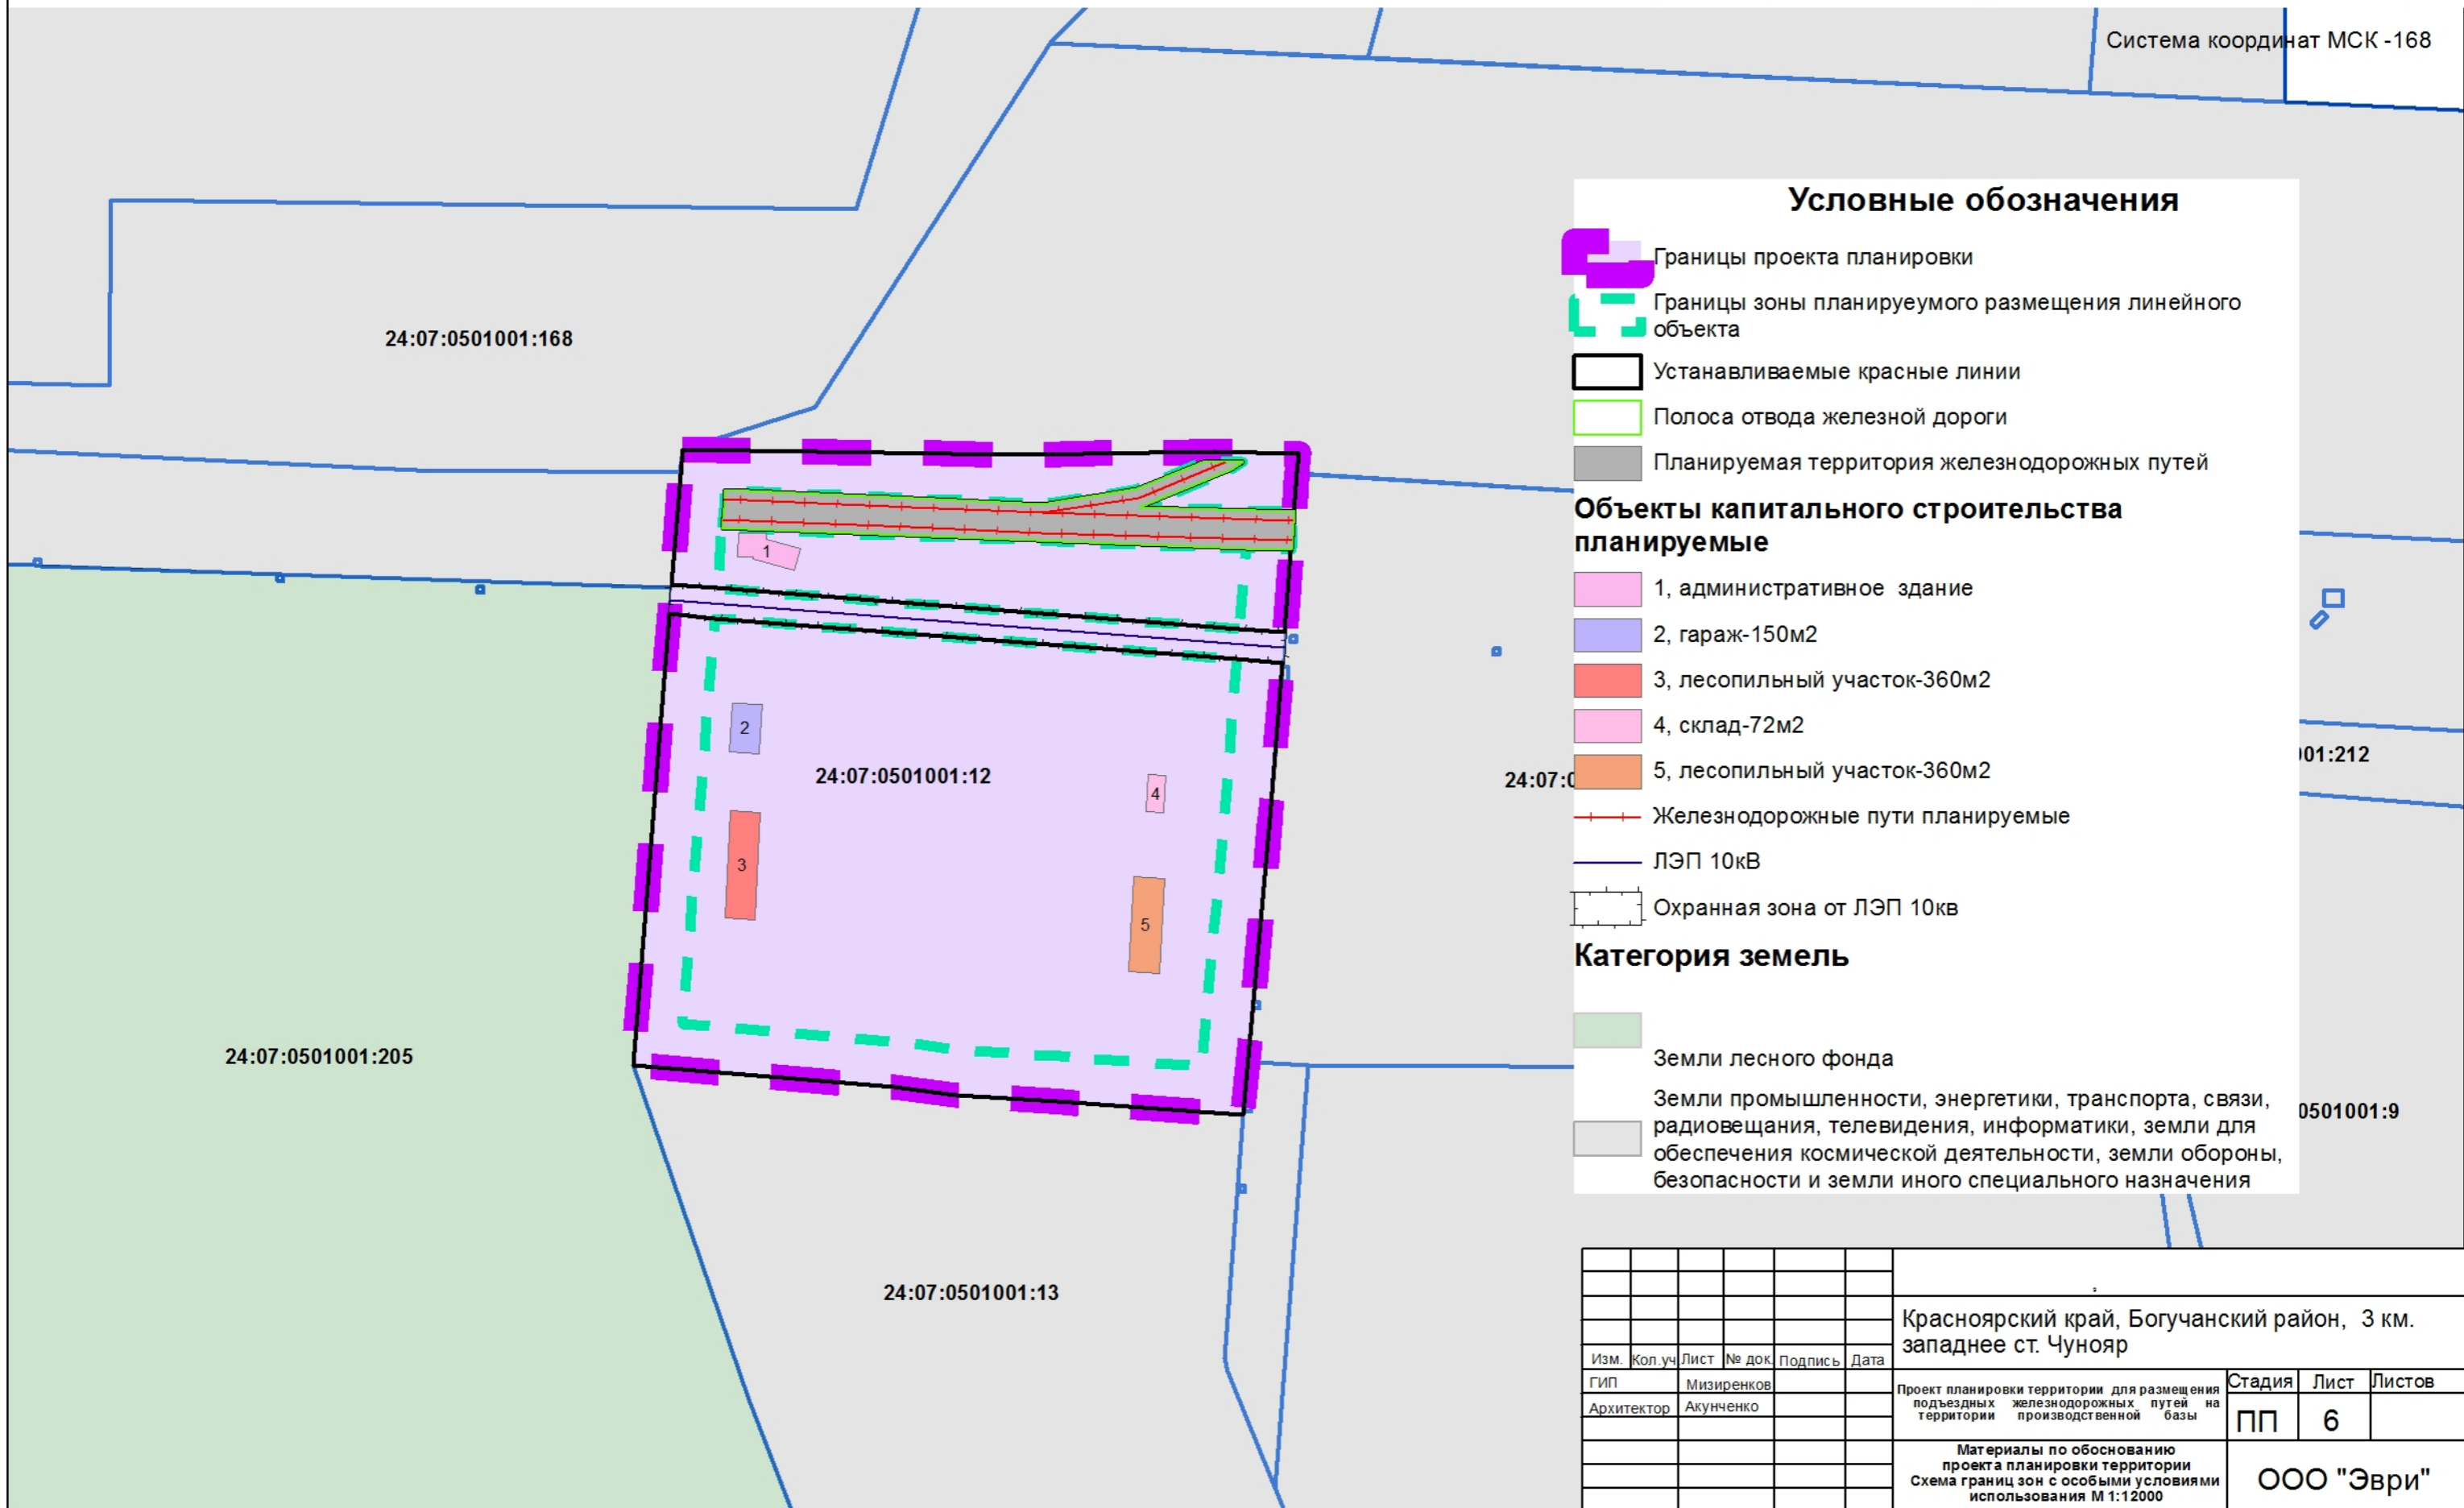 Система координат МСК -168
Условные обозначения
Границы проекта планировки
Границы зоны планируеумого размещения линейного
объекта
Устанавливаемые красные линии
Полоса отвода железной дороги
Планируемая территория железнодорожных путей
Объекты капитального строительства
планируемые
1, административное здание
2, гараж-150м2
3, лесопильный участок-360м2
4, склад-72м2
5, лесопильный участок-360м2
Железнодорожные пути планируемые
ЛЭП 10кВ
Охранная зона от ЛЭП 10кв
Категория земель
Земли лесного фонда
Земли промышленности, энергетики, транспорта, связи,
радиовещания, телевидения, информатики, земли для
обеспечения космической деятельности, земли обороны,
безопасности и земли иного специального назначения
24:07:0501001:168
1
2
24:07:0501001:12
3
4
5
24:07:0
01:212
24:07:0501001:205
0501001:9
24:07:0501001:13
Красноярский край, Богучанский район, 3 км.
западнее ст. Чунояр
Изм. Кол.уч Лист № док. Подпись Дата
ГИП Мизиренков
Архитектор Акунченко
Проект планировки территории для размещения
подъездных железнодорожных путей на
территории производственной базы
Стадия Лист Листов
ПП 6
Материалы по обоснованию
проекта планировки территории
Схема границ зон с особыми условиями
использования М 1:12000
ООО "Эври"